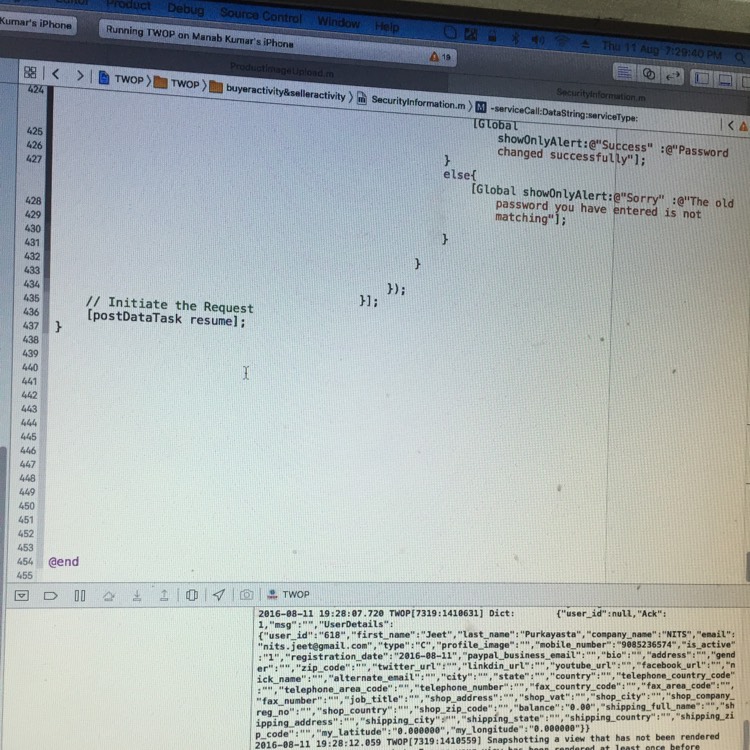 Product Debug Source Control Window Help
Thu 11 Aug 7:29:40 PM
Kumar's iPhone
Running TWOP on Manab Kumar's iPhone
19
ProductImageUpload.m
SecurityInformation.m
TWOP TWOP buyeractivity&selleractivity SecurityInformation.m M -serviceCall:DataString:serviceType:
424
[Global
425 showOnlyAlert:@"Success" :@"Password
426 changed successfully"];
427 }
else{
[Global showOnlyAlert:@"Sorry" :@"The old
428 password you have entered is not
429 matching"];
430
431 }
432
433 }
434 });
435 // Initiate the Request }];
436 [postDataTask resume];
437 }
438
439
440
441
442
443
444
445
446
447
448
449
450
451
452
453
454 @end
455
TWOP
2016-08-11 19:28:07.720 TWOP[7319:1410631] Dict: {"user_id":null,"Ack":
1,"msg":"","UserDetails":
{"user_id":"618","first_name":"Jeet","last_name":"Purkayasta","company_name":"NITS","email":
"nits.jeet@gmail.com","type":"C","profile_image":"","mobile_number":"9085236574","is_active"
:"1","registration_date":"2016-08-11","paypal_business_email":"","bio":"","address":"","gend
er":"","zip_code":"","twitter_url":"","linkdin_url":"","youtube_url":"","facebook_url":"","n
ick_name":"","alternate_email":"","city":"","state":"","country":"","telephone_country_code"
:"","telephone_area_code":"","telephone_number":"","fax_country_code":"","fax_area_code":"",
"fax_number":"","job_title":"","shop_address":"","shop_vat":"","shop_city":"","shop_company_
reg_no":"","shop_country":"","shop_zip_code":"","balance":"0.00","shipping_full_name":"","sh
ipping_address":"","shipping_city":"","shipping_state":"","shipping_country":"","shipping_zi
p_code":"","my_latitude":"0.000000","my_longitude":"0.000000"}}
2016-08-11 19:28:12.059 TWOP[7319:1410559] Snapshotting a view that has not been rendered
rendered at least once before